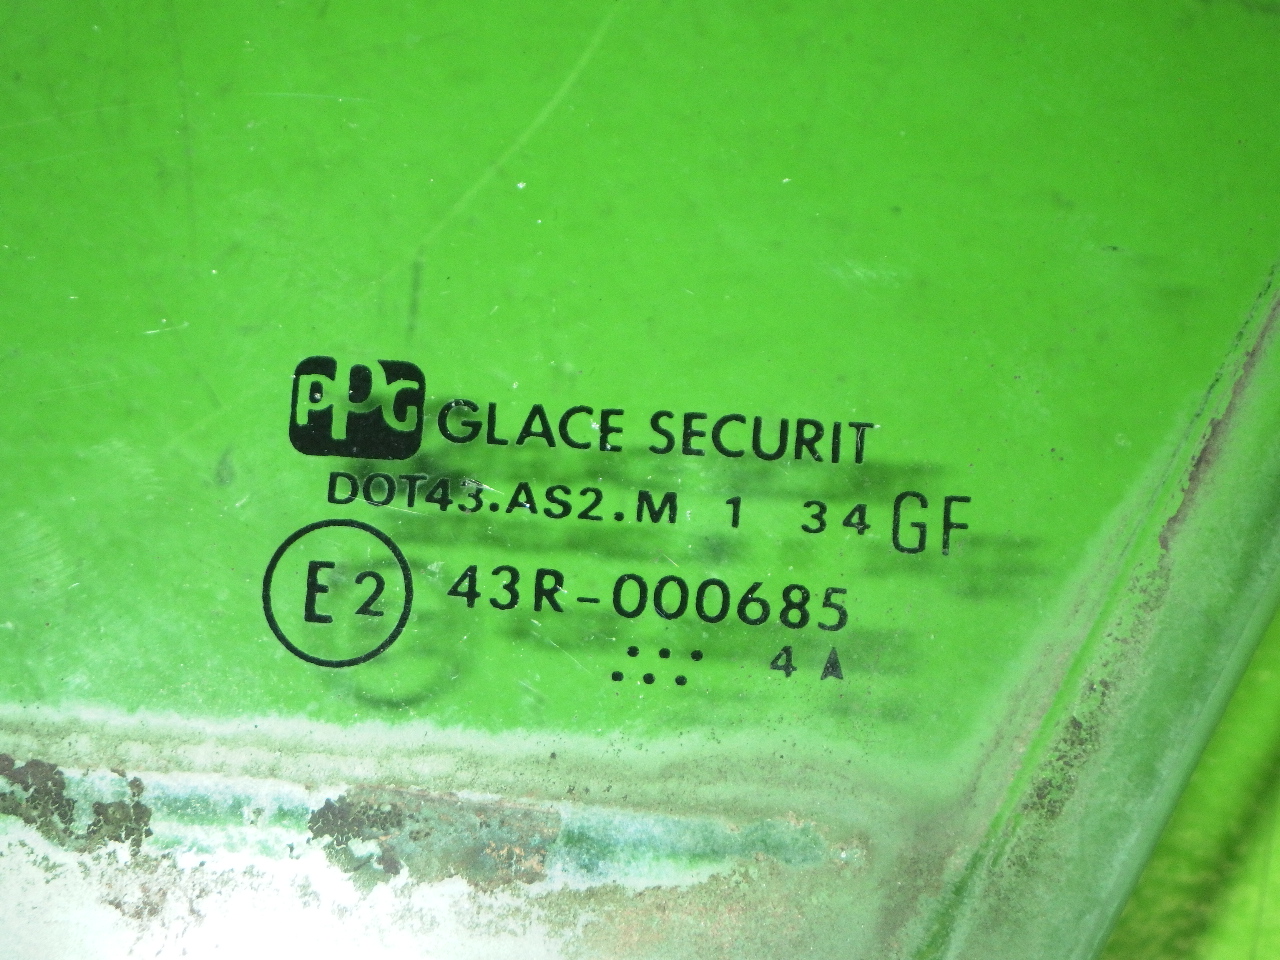 PPG GLACE SECURIT
DOT43.AS2.M 1 34 GF
E2 43R-000685
4